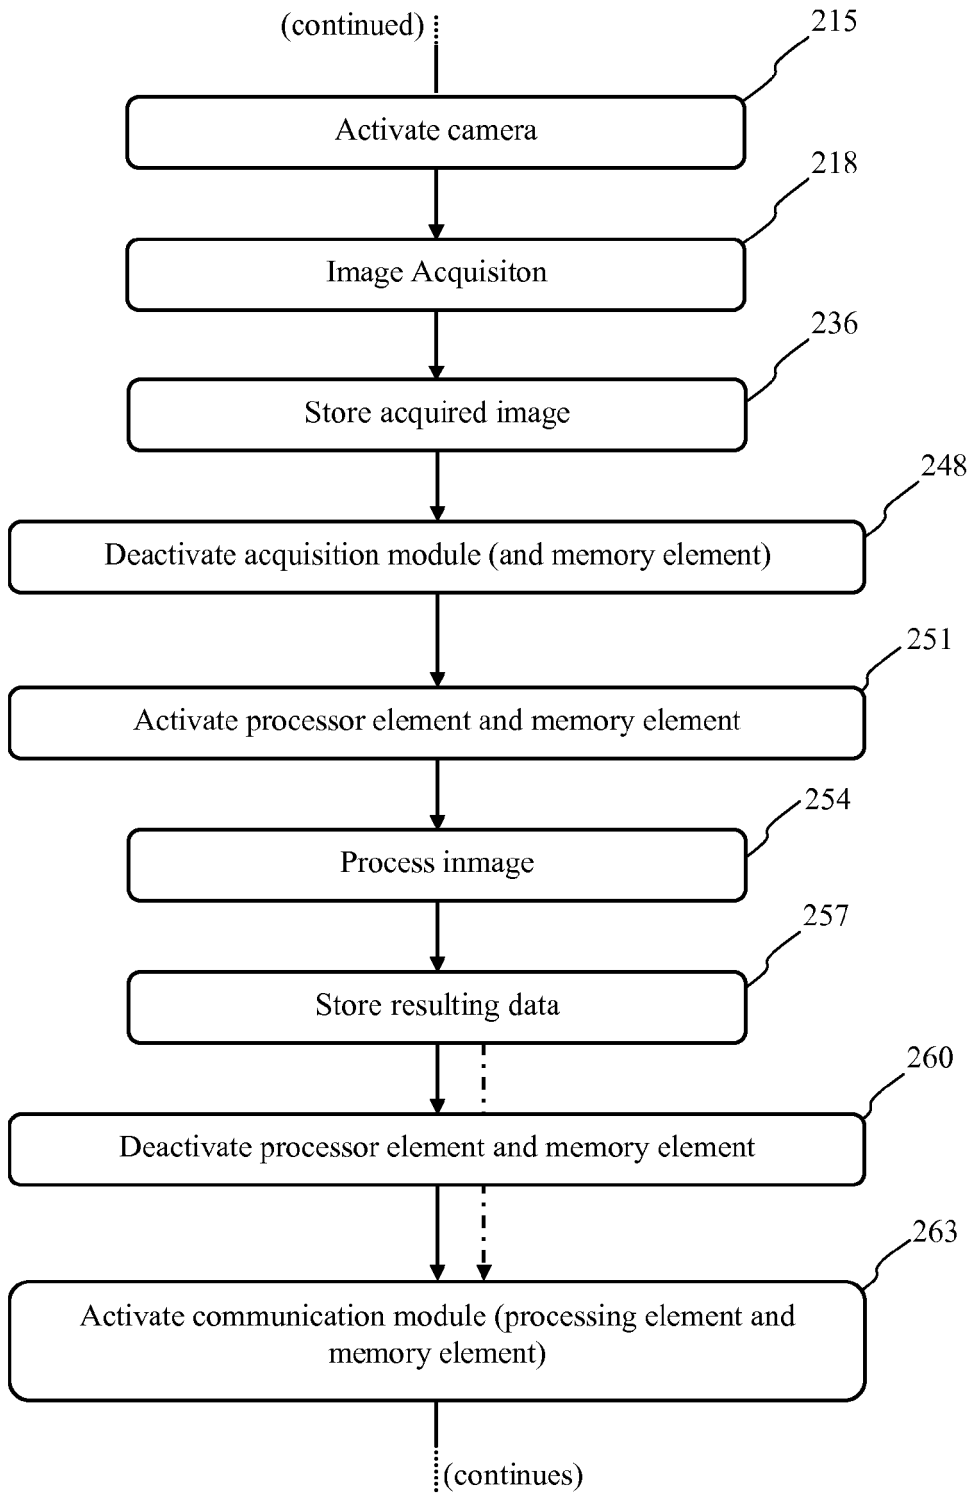 (continued)
215
Activate camera
218
Image Acquisiton
236
Store acquired image
248
Deactivate acquisition module (and memory element)
251
Activate processor element and memory element
254
Process inmage
257
Store resulting data
260
Deactivate processor element and memory element
263
Activate communication module (processing element and
memory element)
(continues)